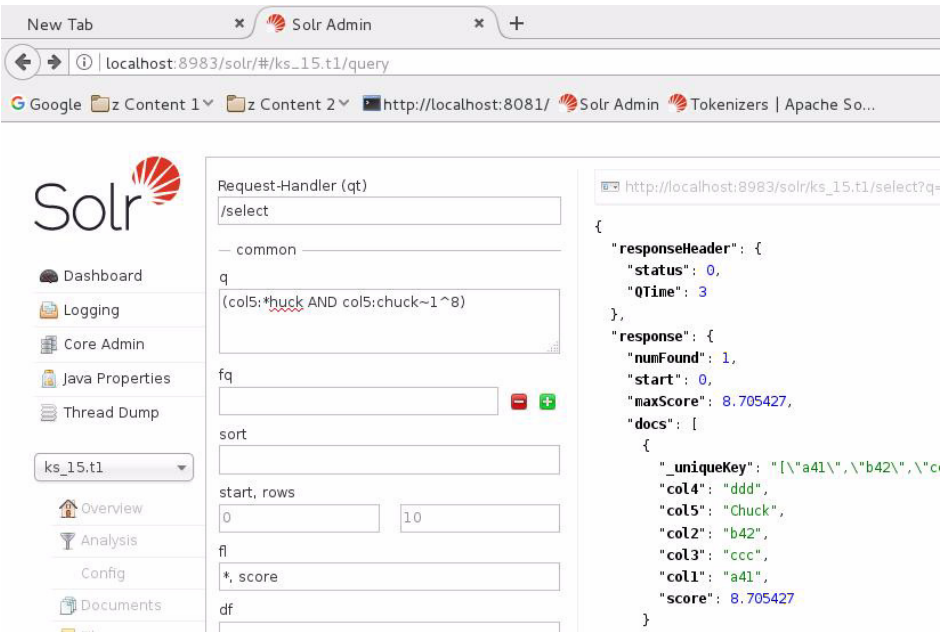 New Tab × Solr Admin × +
localhost:8983/solr/#/ks_15.t1/query
Google z Content 1 z Content 2 http://localhost:8081/ Solr Admin Tokenizers | Apache So...
Solr
Dashboard
Logging
Core Admin
Java Properties
Thread Dump
ks_15.t1
Overview
Analysis
Config
Documents
Request-Handler (qt)
/select
common
q
(col5:*huck AND col5:chuck~1^8)
fq
sort
start, rows
0 10
fl
*, score
df
http://localhost:8983/solr/ks_15.t1/select?q=
{
"responseHeader": {
"status": 0,
"QTime": 3
},
"response": {
"numFound": 1,
"start": 0,
"maxScore": 8.705427,
"docs": [
{
"_uniqueKey": "[\"a41\",\"b42\",\"c
"col4": "ddd",
"col5": "Chuck",
"col2": "b42",
"col3": "ccc",
"col1": "a41",
"score": 8.705427
}